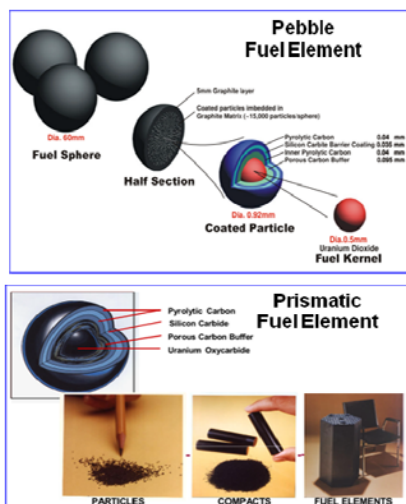 Pebble
Fuel Element
5mm Graphite layer
Coated particles imbedded in
Graphite Matrix (~15,000 particles/sphere)
Dia. 60mm
Fuel Sphere
Half Section
Pyrolytic Carbon 0.04 mm
Silicon Carbite Barrier Coating 0.035 mm
Inner Pyrolytic Carbon 0.04 mm
Porous Carbon Buffer 0.095 mm
Dia. 0.92mm
Coated Particle
Dia.0.5mm
Uranium Dioxide
Fuel Kernel
Prismatic
Fuel Element
Pyrolytic Carbon
Silicon Carbide
Porous Carbon Buffer
Uranium Oxycarbide
PARTICLES
COMPACTS
FUEL ELEMENTS